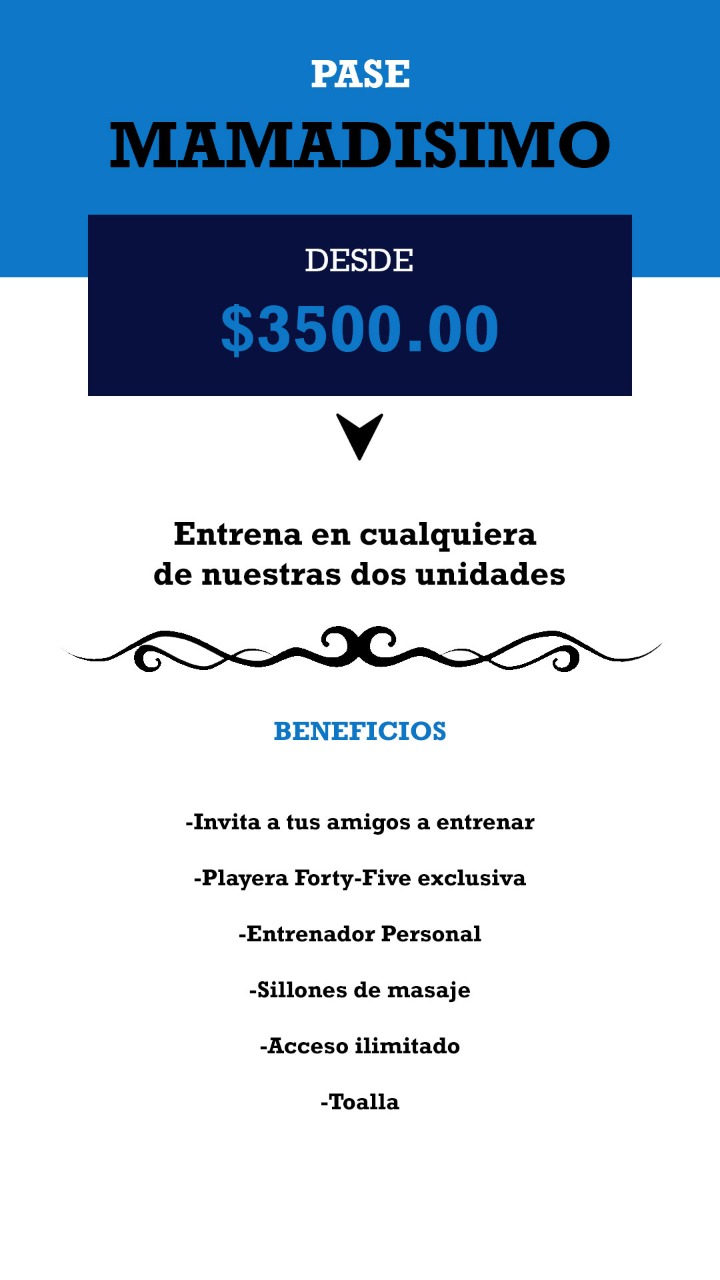 PASE
MAMADISIMO
DESDE
$3500.00
Entrena en cualquiera
de nuestras dos unidades
BENEFICIOS
-Invita a tus amigos a entrenar
-Playera Forty-Five exclusiva
-Entrenador Personal
-Sillones de masaje
-Acceso ilimitado
-Toalla